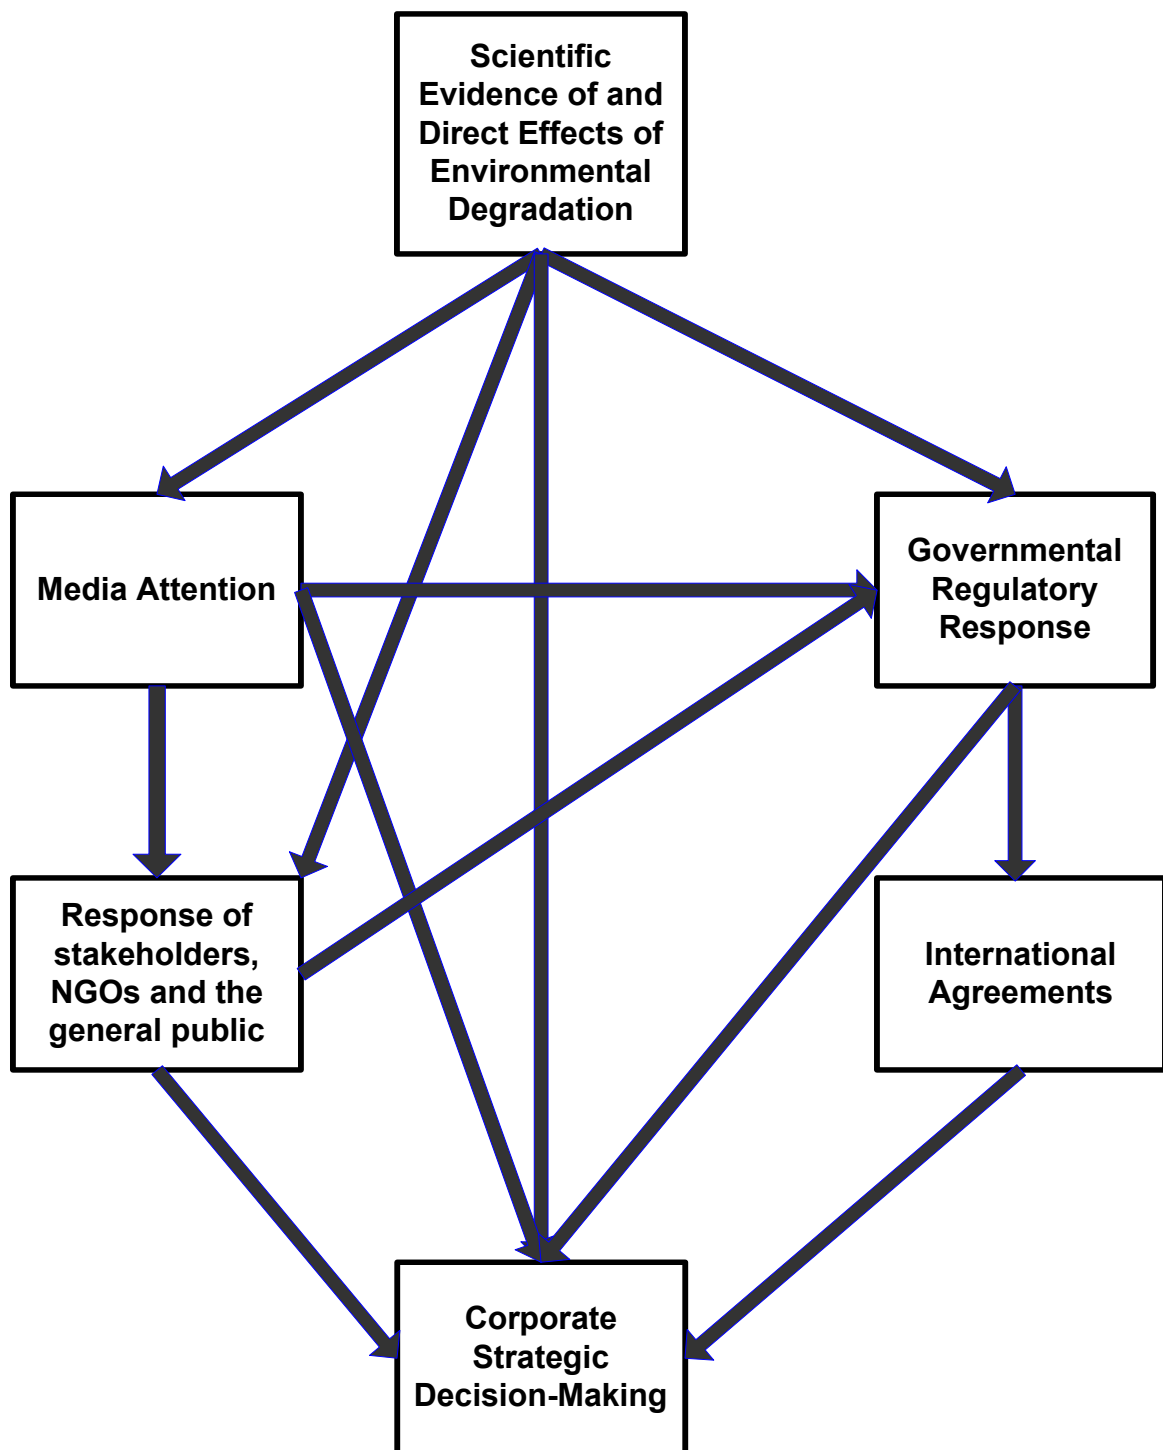 Scientific
Evidence of and
Direct Effects of
Environmental
Degradation
Media Attention
Governmental
Regulatory
Response
Response of
stakeholders,
NGOs and the
general public
International
Agreements
Corporate
Strategic
Decision-Making